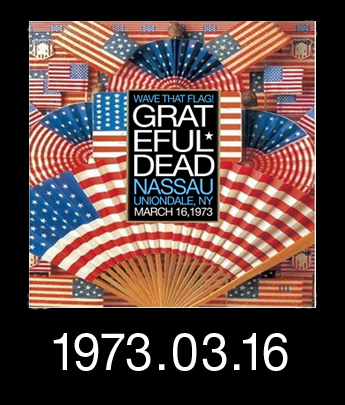 WAVE THAT FLAG!
GRAT
EFUL★
DEAD
NASSAU
UNIONDALE, NY
MARCH 16,1973
1973.03.16